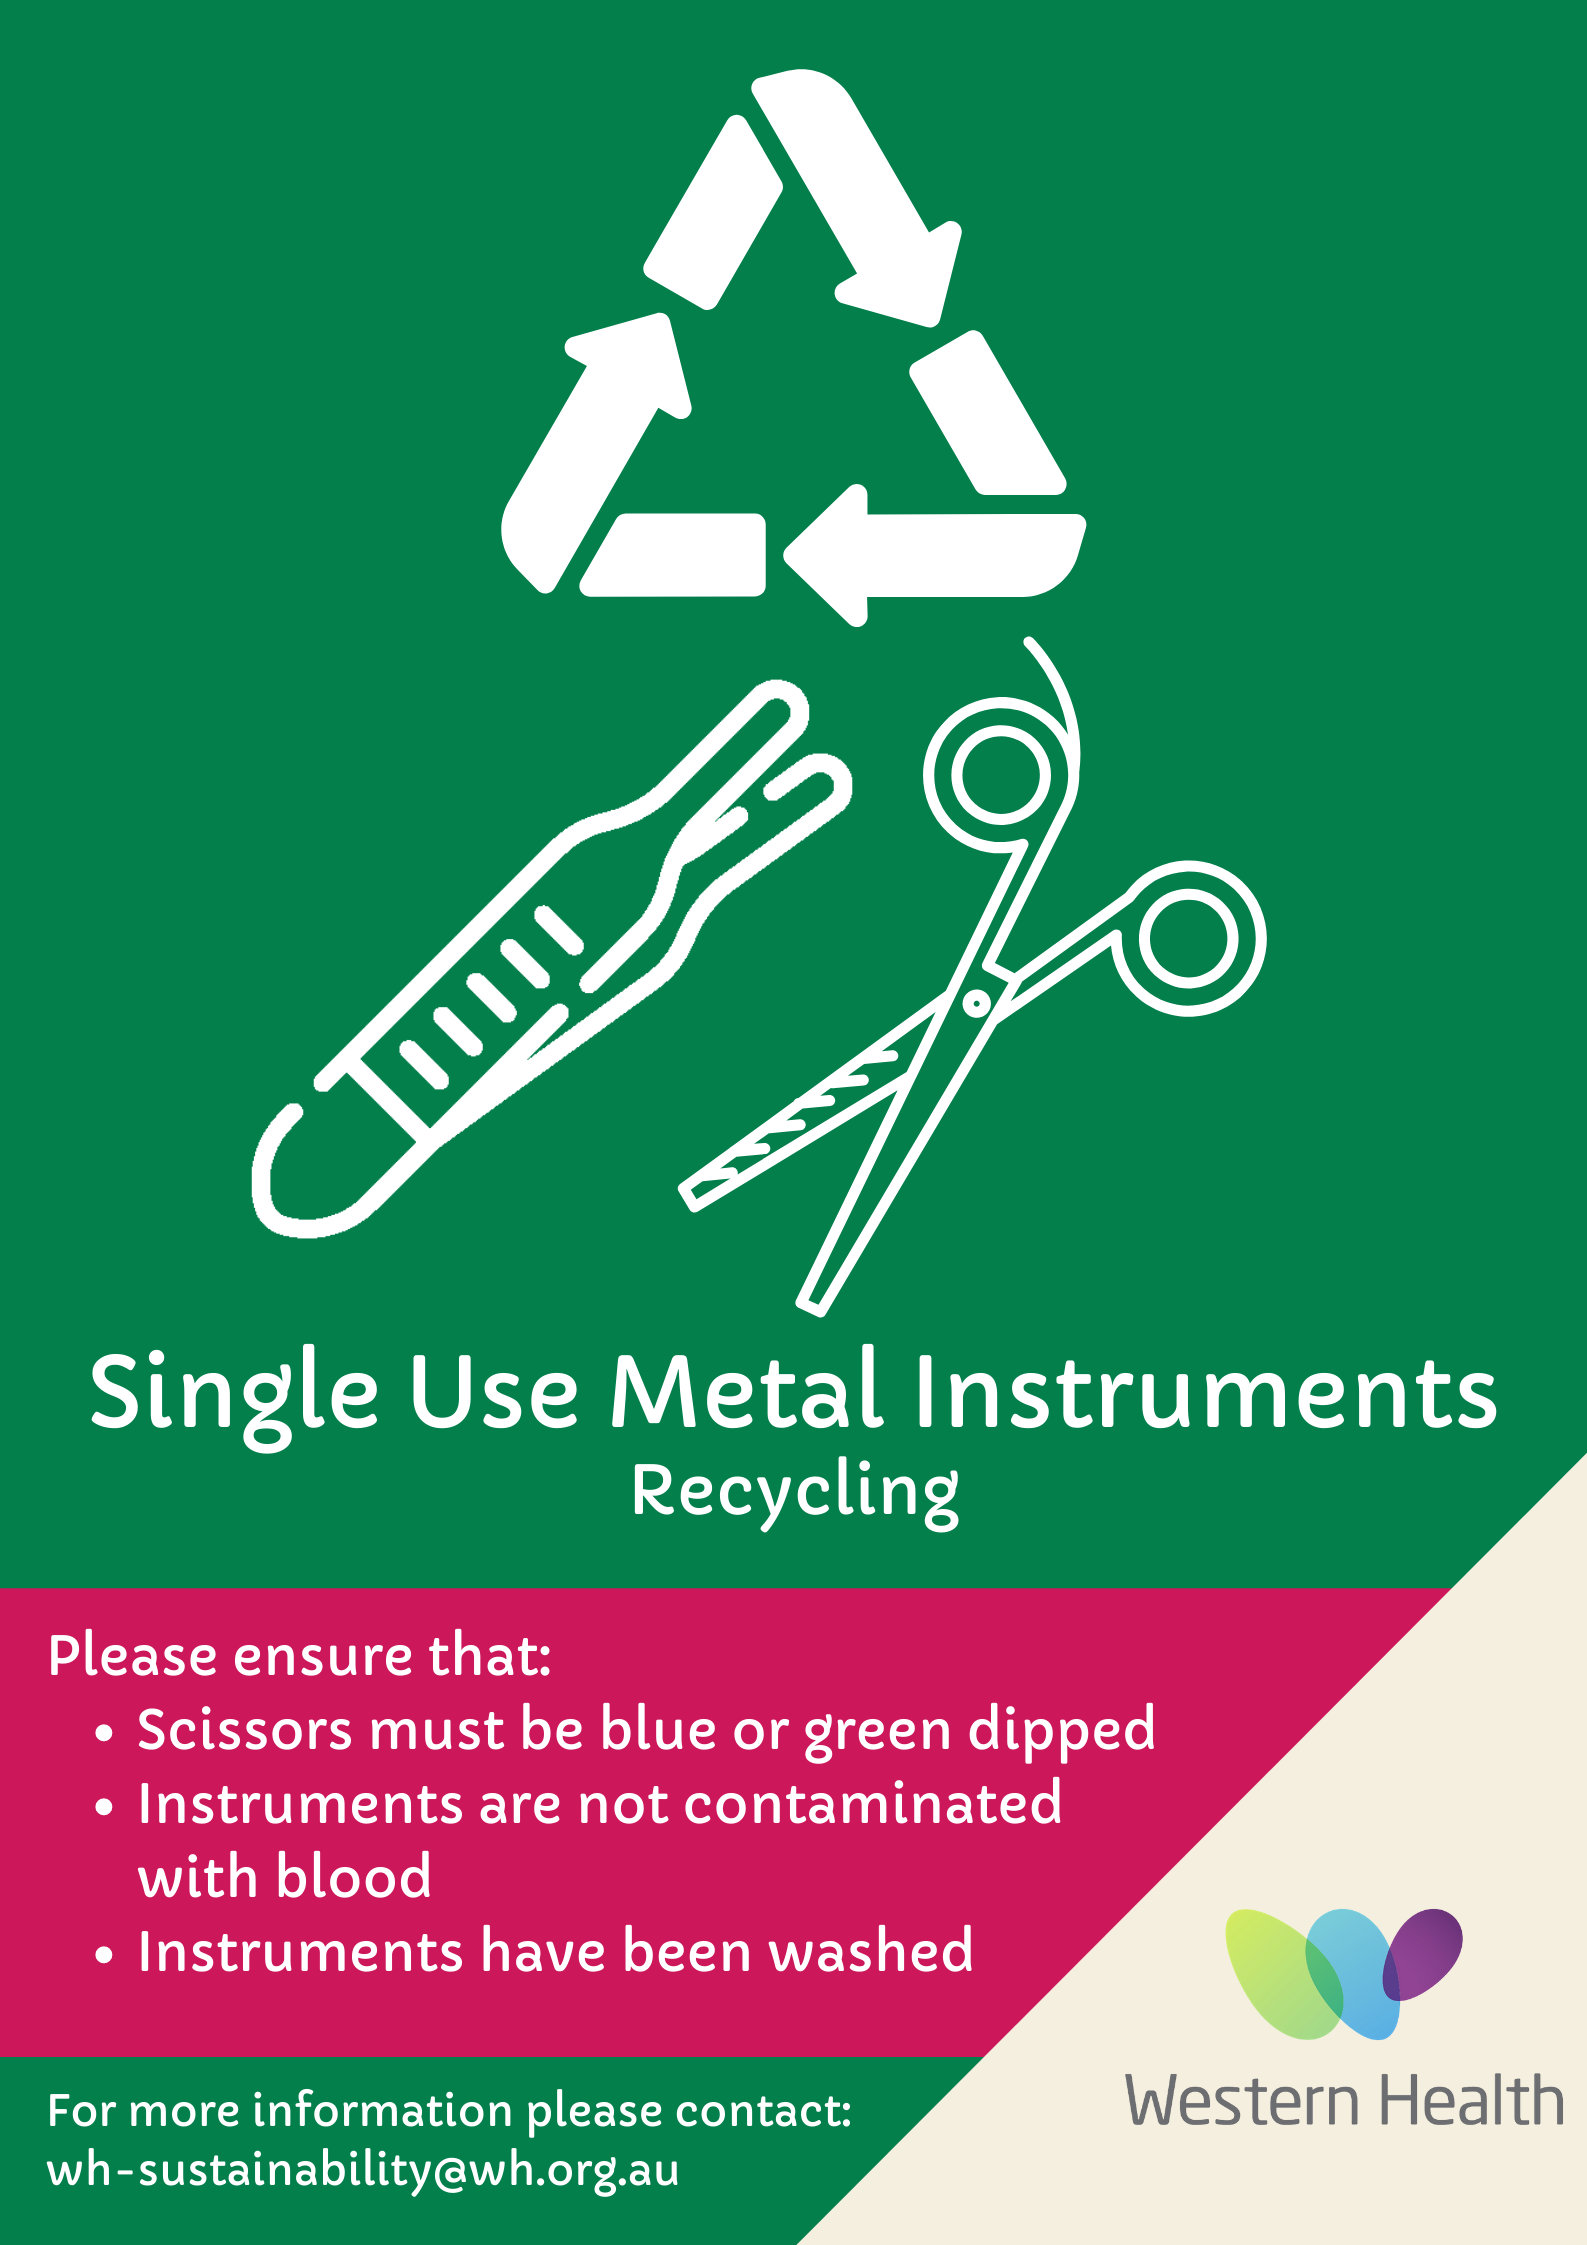 Single Use Metal Instruments
Recycling
Please ensure that:
• Scissors must be blue or green dipped
• Instruments are not contaminated
with blood
• Instruments have been washed
For more information please contact:
wh-sustainability@wh.org.au
Western Health